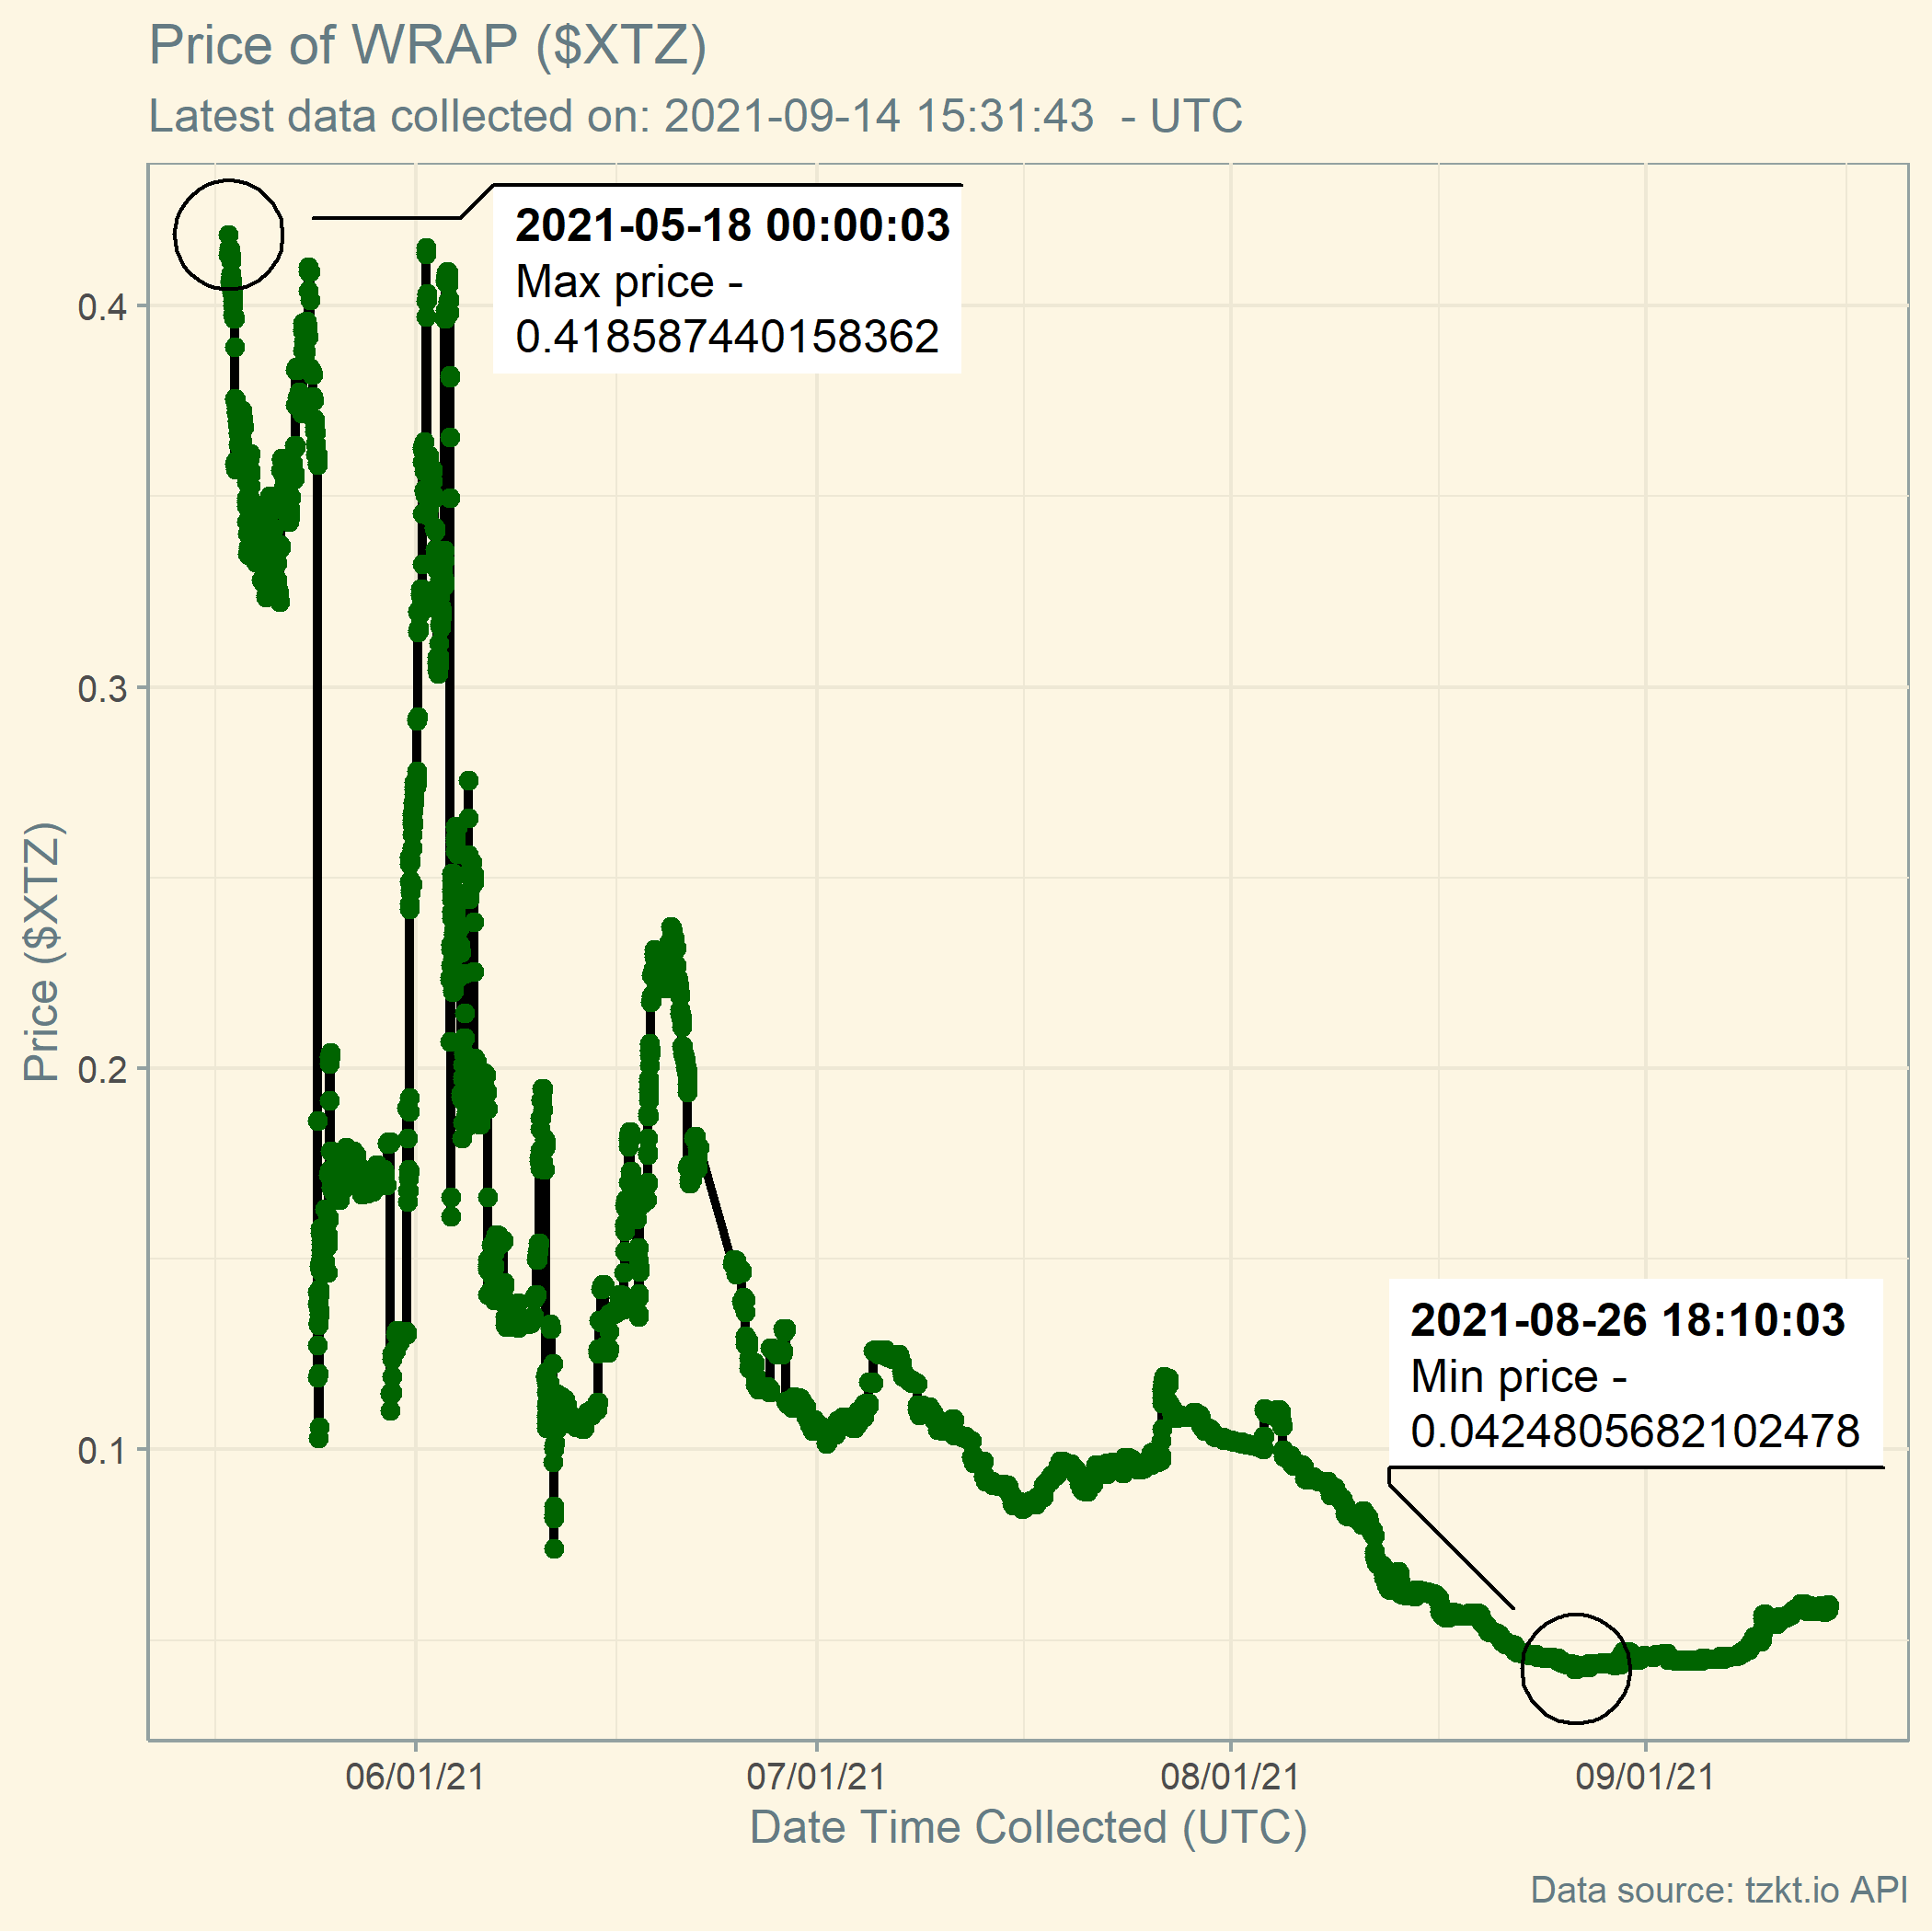 Price of WRAP ($XTZ)
Latest data collected on: 2021-09-14 15:31:43  - UTC
2021-05-18 00:00:03
Max price -
0.418587440158362
0.4
0.3
0.2
0.1
Price ($XTZ)
2021-08-26 18:10:03
Min price -
0.0424805682102478
06/01/21
07/01/21
08/01/21
09/01/21
Date Time Collected (UTC)
Data source: tzkt.io API